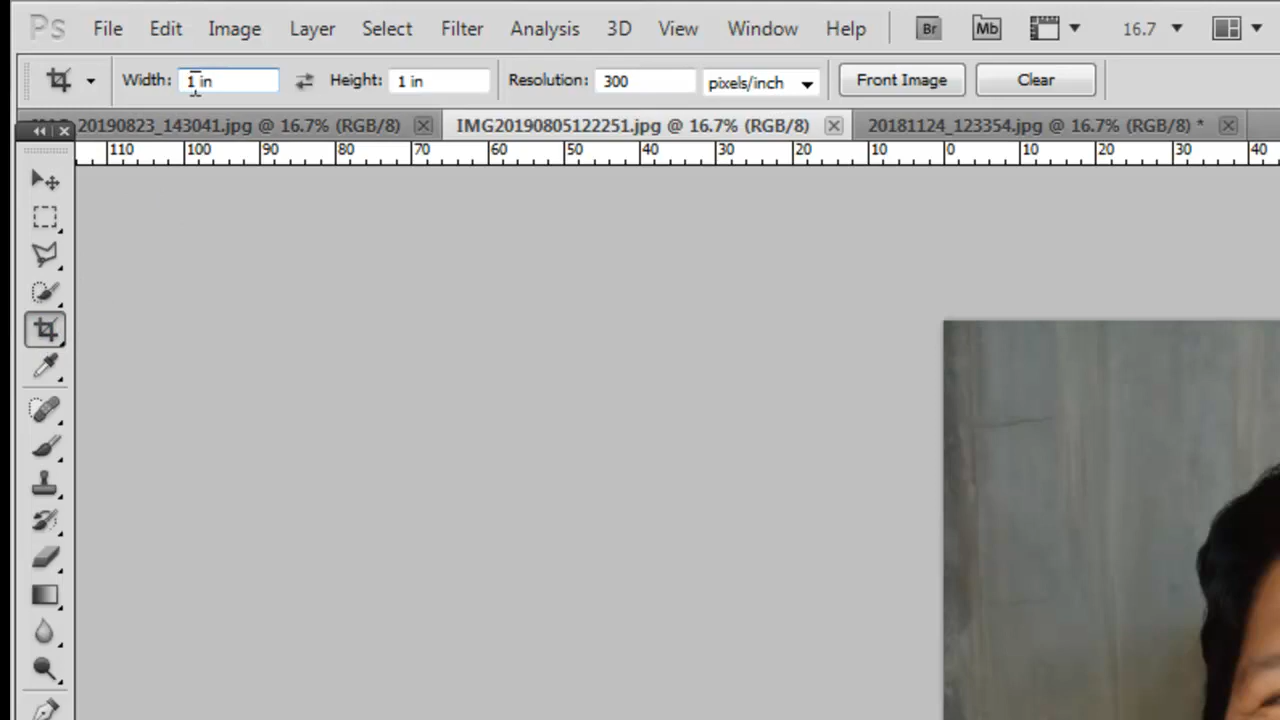 Ps File Edit Image Layer Select Filter Analysis 3D View Window Help Br Mb 16.7
Width: 1 in Height: 1 in Resolution: 300 pixels/inch Front Image Clear
20190823_143041.jpg @ 16.7% (RGB/8) IMG20190805122251.jpg @ 16.7% (RGB/8) 20181124_123354.jpg @ 16.7% (RGB/8) *
110 100 90 80 70 60 50 40 30 20 10 0 10 20 30 40